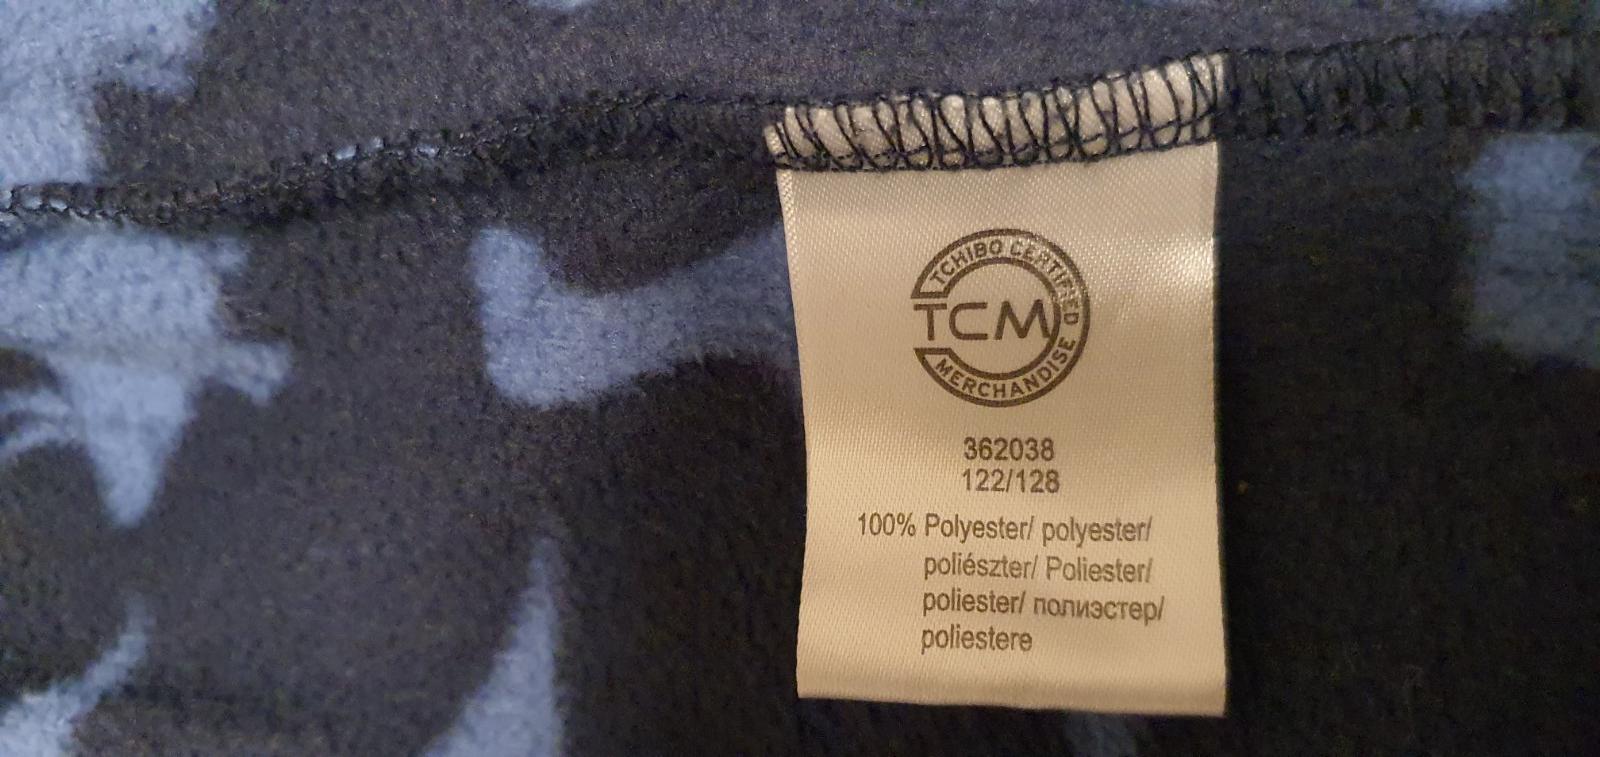 TCHIBO CERTIFIED
TCM
MERCHANDISE
362038
122/128
100% Polyester/ polyester/
poliészter/ Poliester/
poliester/ полиэстер/
poliestere